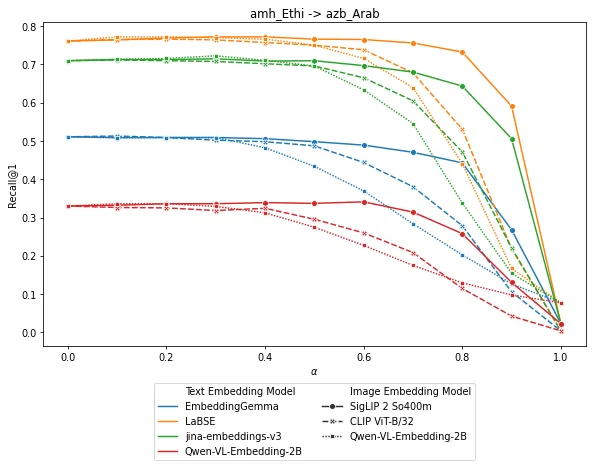 amh_Ethi -> azb_Arab
0.8
0.7
0.6
0.5
0.4
0.3
0.2
0.1
0.0
Recall@1
0.0 0.2 0.4 0.6 0.8 1.0
α
Text Embedding Model
EmbeddingGemma
LaBSE
jina-embeddings-v3
Qwen-VL-Embedding-2B
Image Embedding Model
SigLIP 2 So400m
CLIP ViT-B/32
Qwen-VL-Embedding-2B